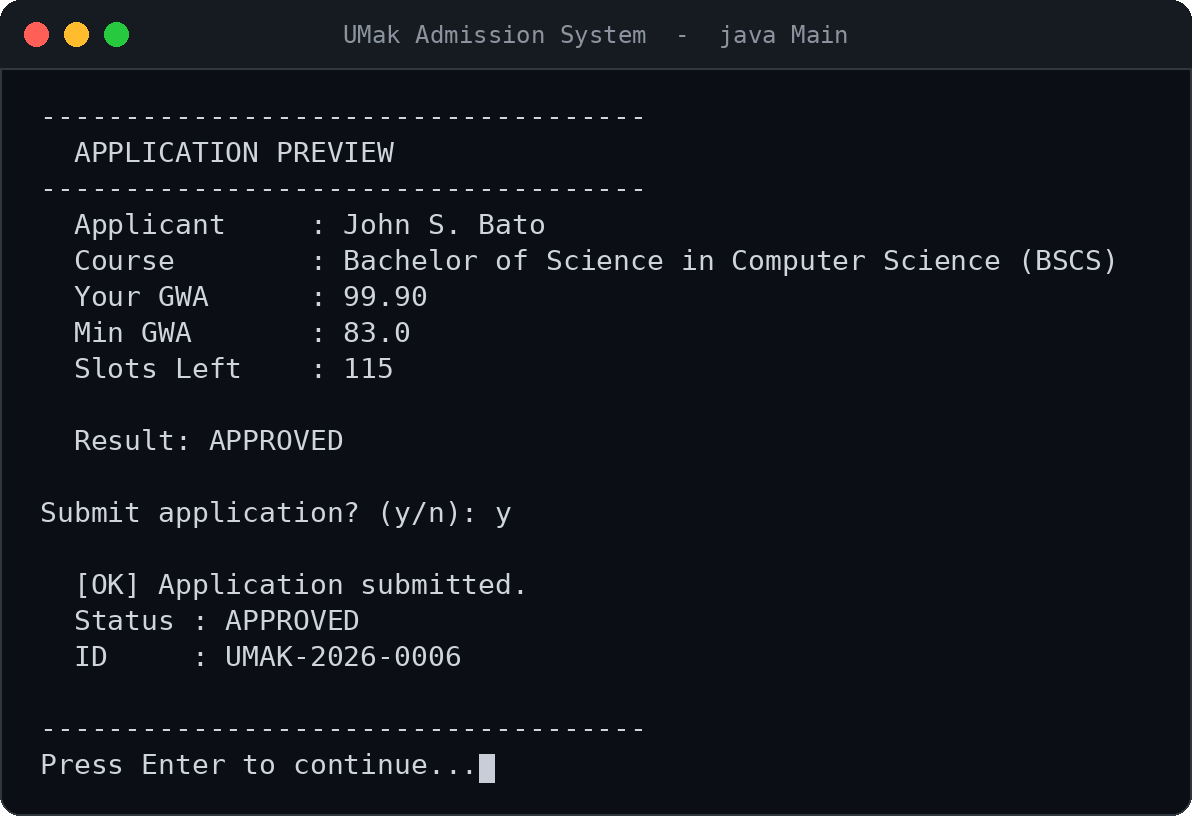 UMak Admission System  -  java Main
------------------------------------
  APPLICATION PREVIEW
------------------------------------
  Applicant     : John S. Bato
  Course        : Bachelor of Science in Computer Science (BSCS)
  Your GWA      : 99.90
  Min GWA       : 83.0
  Slots Left    : 115
  Result: APPROVED
Submit application? (y/n): y
  [OK] Application submitted.
  Status : APPROVED
  ID     : UMAK-2026-0006
------------------------------------
Press Enter to continue...